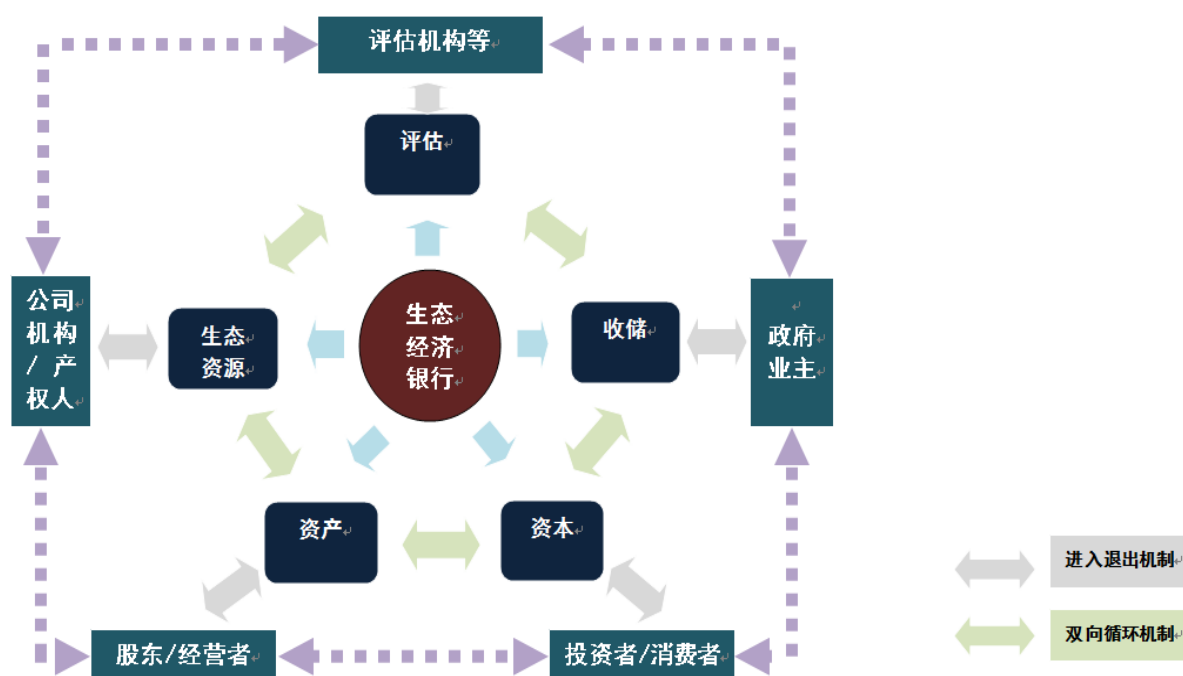 评估机构等
评估
公司
机构
/ 产
权人
生态
资源
生态
经济
银行
收储
政府
业主
资产
资本
进入退出机制
双向循环机制
股东/经营者
投资者/消费者